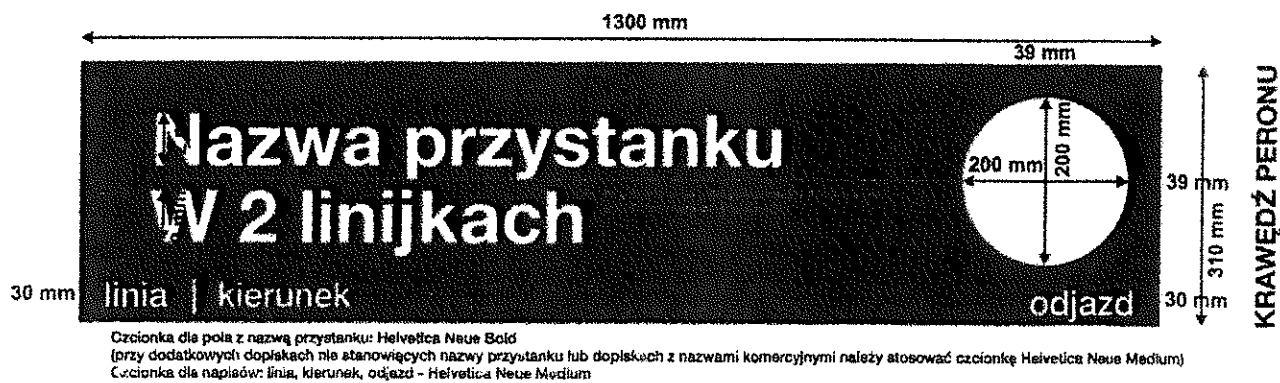 1300 mm
39 mm
Nazwa przystanku
W 2 linijkach
200 mm
200 mm
39 mm
310 mm
KRAWĘDŹ PERONU
30 mm
linia | kierunek
odjazd
30 mm
Czcionka dla pola z nazwą przystanku: Helvetica Neue Bold
(przy dodatkowych dopiskach nie stanowiących nazwy przystanku lub dopiskach z nazwami komercyjnymi należy stosować czcionkę Helvetica Neue Medium)
Czcionka dla napisów: linia, kierunek, odjazd - Helvetica Neue Medium